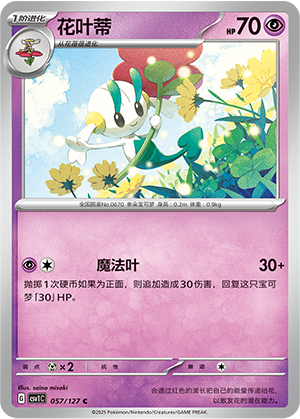 1阶进化
花叶蒂
HP70
从花蓓蓓进化
全国图鉴No.0670 单朵宝可梦 身高:0.2m 体重:0.9kg
魔法叶 30+
抛掷1次硬币如果为正面,则追加造成30伤害,回复这只宝可
梦「30」HP。
弱点 ×2 抵抗力 撤退
Illus. saino misaki
G CSV1C 057/127 C
会通过红色的波长把自己的能量传递给花,
以激发花的潜在能力。
©2025 Pokémon/Nintendo/Creatures/GAME FREAK.